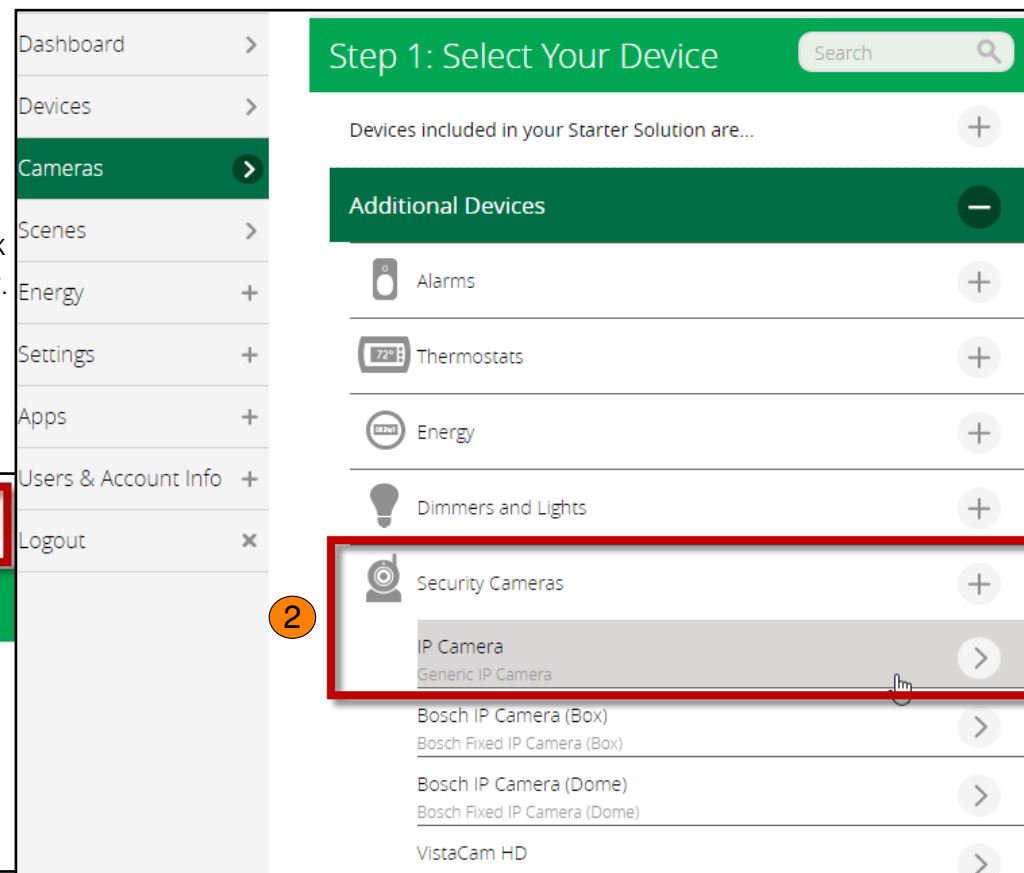 Dashboard
Devices
Cameras
Scenes
Energy
Settings
Apps
Users & Account Info
Logout
Step 1: Select Your Device
Search
Devices included in your Starter Solution are...
Additional Devices
Alarms
72°
Thermostats
Energy
Dimmers and Lights
2
Security Cameras
IP Camera
Generic IP Camera
Bosch IP Camera (Box)
Bosch Fixed IP Camera (Box)
Bosch IP Camera (Dome)
Bosch Fixed IP Camera (Dome)
VistaCam HD